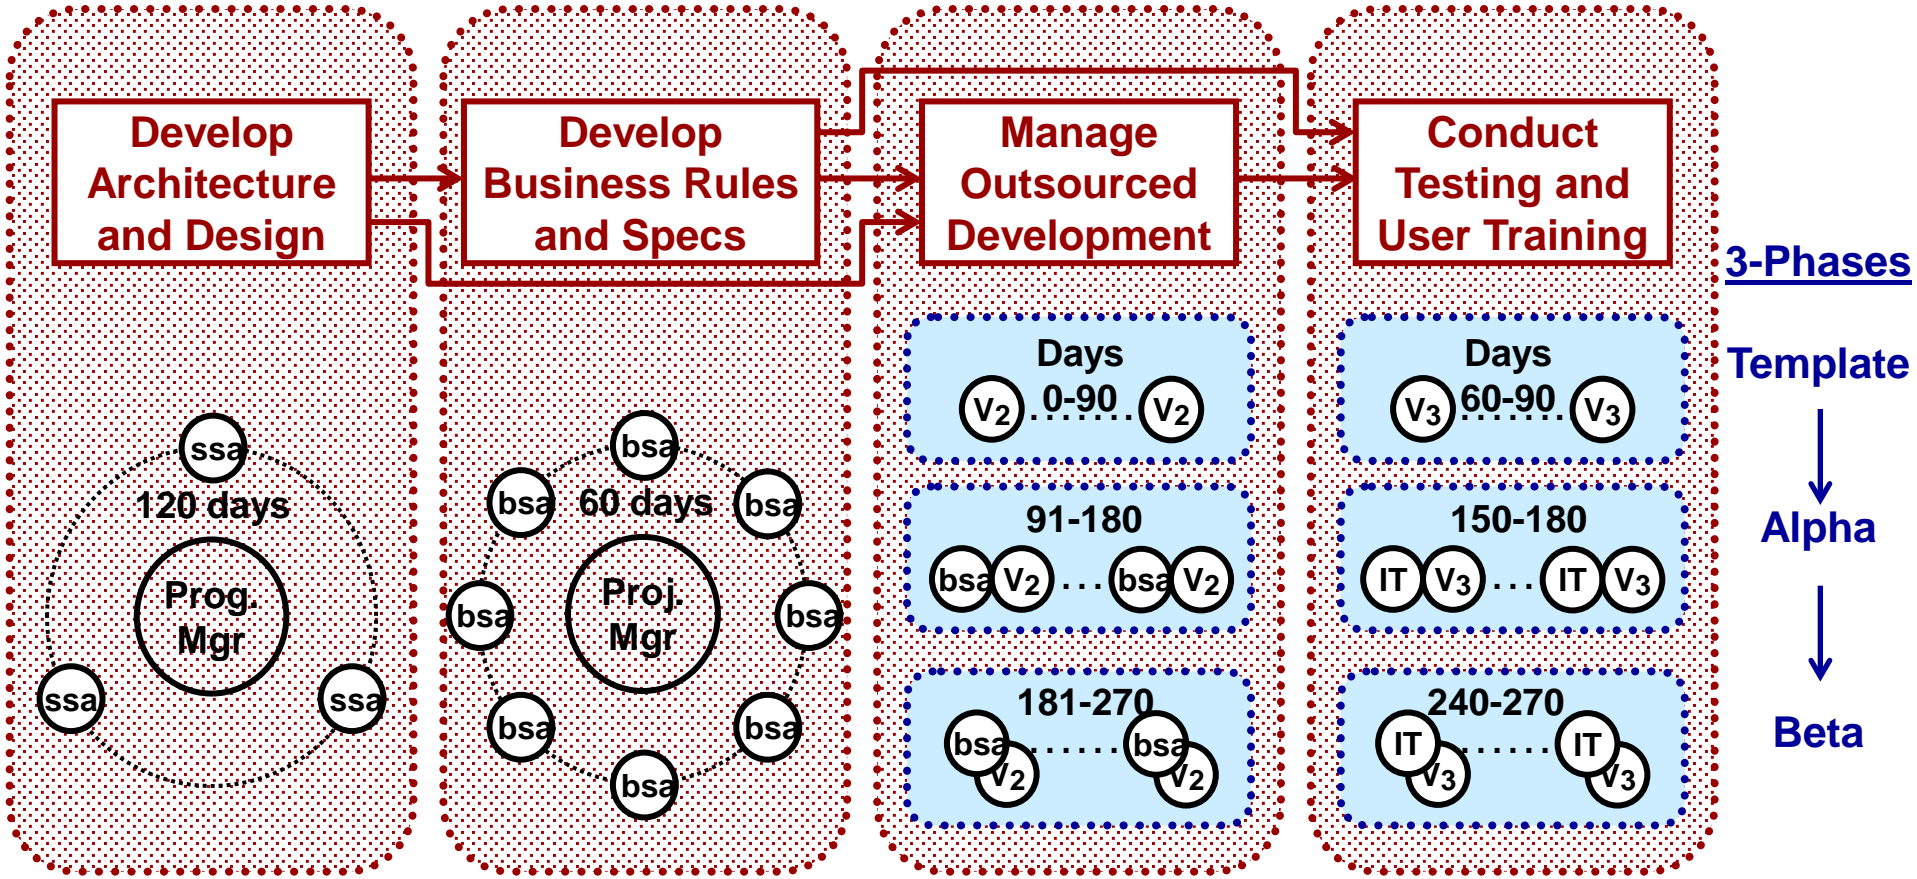 Develop
Architecture
and Design
Develop
Business Rules
and Specs
Manage
Outsourced
Development
Conduct
Testing and
User Training
3-Phases
Template
Alpha
Beta
ssa
120 days
Prog.
Mgr
ssa
ssa
bsa
bsa
60 days
bsa
bsa
Proj.
Mgr
bsa
bsa
bsa
bsa
Days
V2 ...0-90... V2
91-180
bsa V2 ... bsa V2
181-270
bsa ...... bsa
V2 V2
Days
V3 ...60-90... V3
150-180
IT V3 ... IT V3
240-270
IT ...... IT
V3 V3